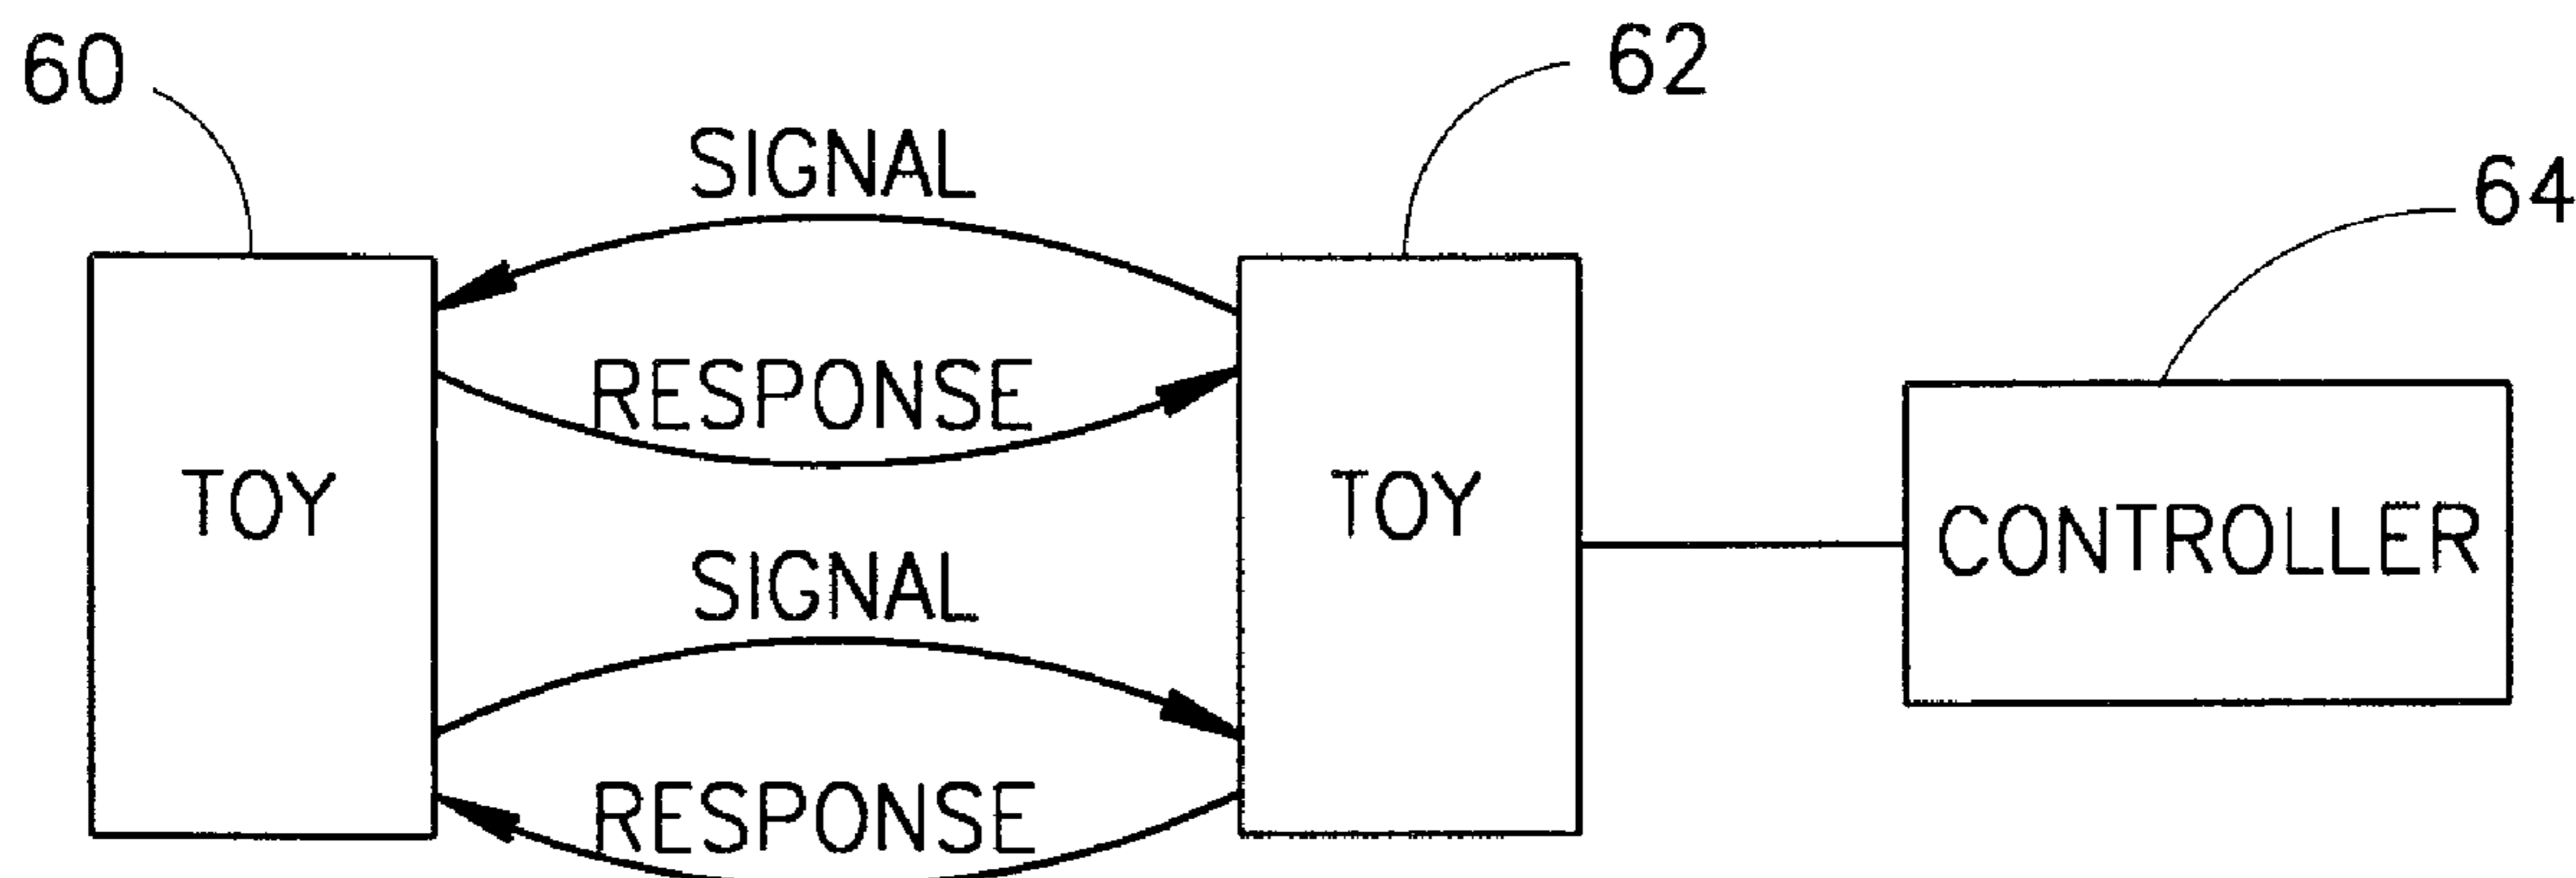 60
62
64
SIGNAL
RESPONSE
TOY
TOY
CONTROLLER
SIGNAL
RESPONSE